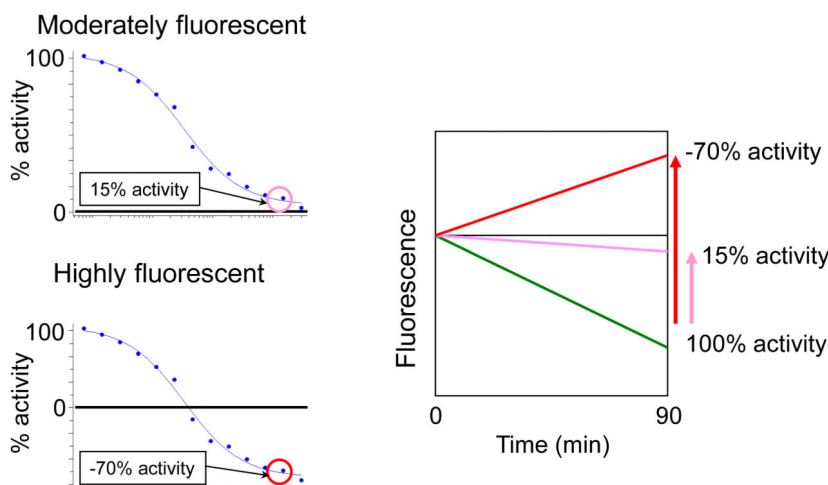 Moderately fluorescent
100
% activity
15% activity
0
Highly fluorescent
100
% activity
0
-70% activity
Fluorescence
-70% activity
15% activity
100% activity
0
90
Time (min)